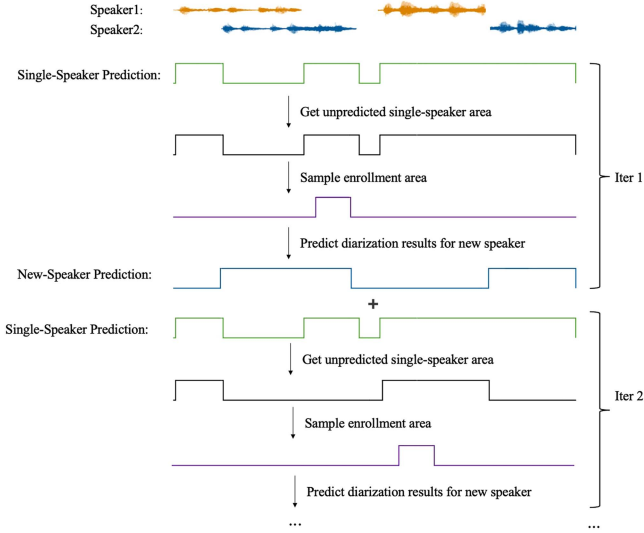 Speaker1:
Speaker2:
Single-Speaker Prediction:
Get unpredicted single-speaker area
Sample enrollment area
Iter 1
Predict diarization results for new speaker
New-Speaker Prediction:
+
Single-Speaker Prediction:
Get unpredicted single-speaker area
Iter 2
Sample enrollment area
Predict diarization results for new speaker
...
...